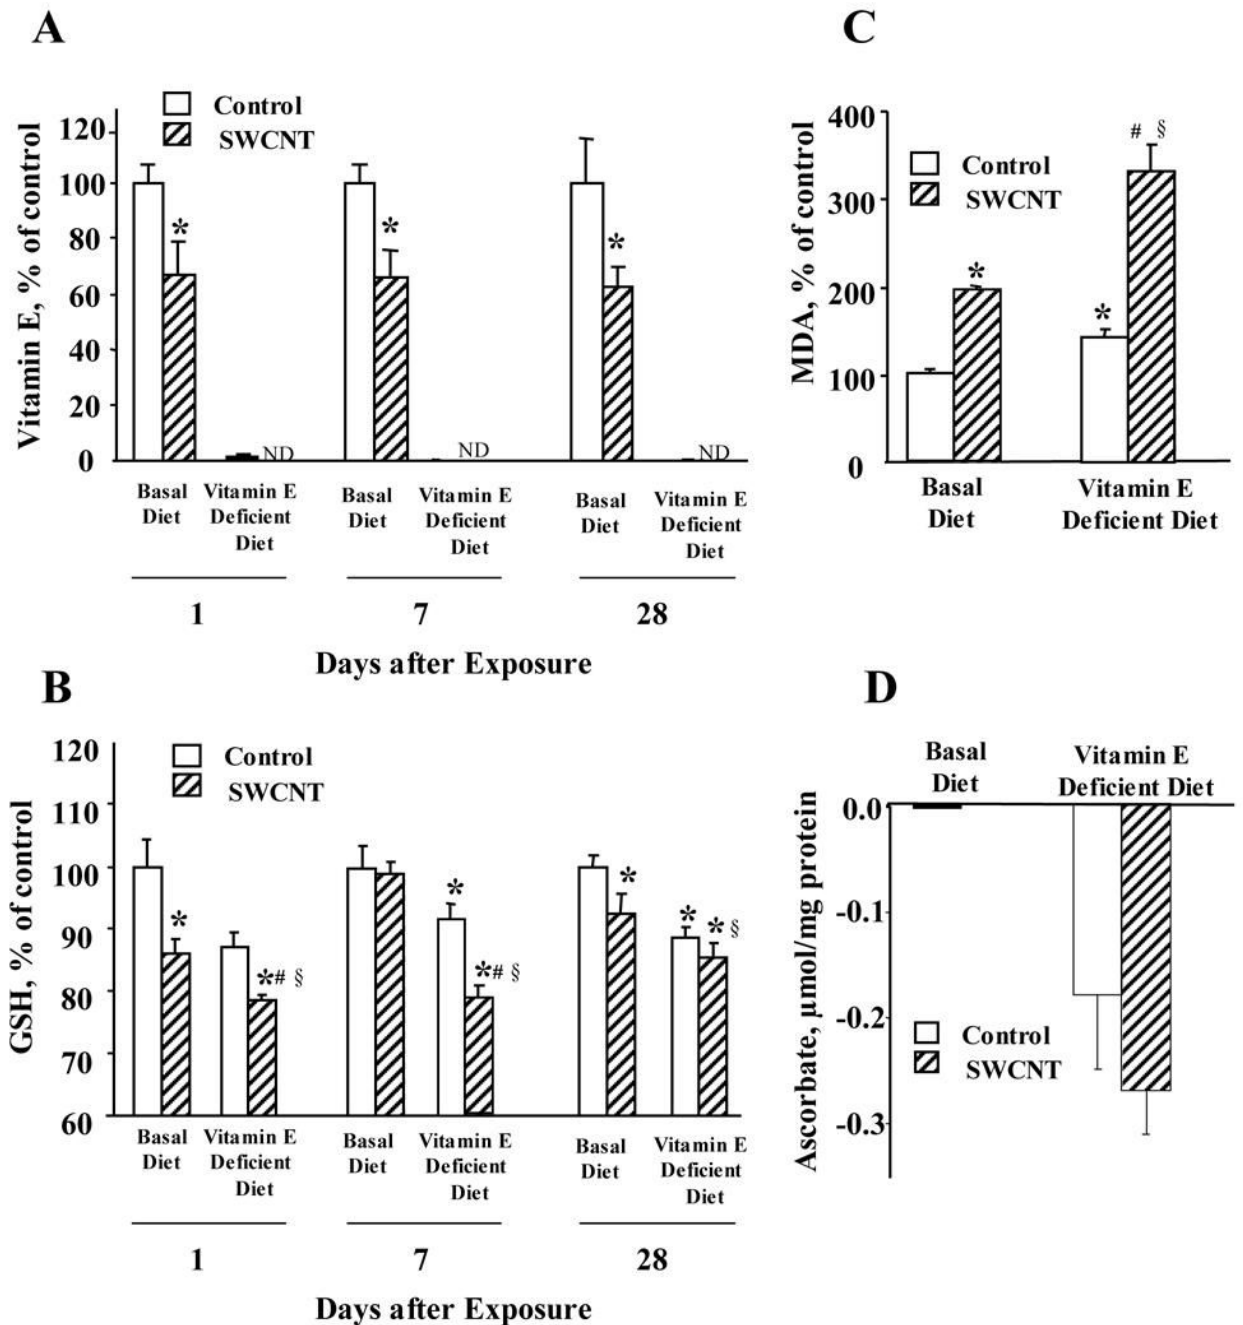 A
Control
SWCNT
Vitamin E, % of control
120
100
80
60
40
20
0
*
*
*
ND
ND
ND
Basal
Diet
Vitamin E
Deficient
Diet
Basal
Diet
Vitamin E
Deficient
Diet
Basal
Diet
Vitamin E
Deficient
Diet
1
7
28
Days after Exposure
C
Control
SWCNT
MDA, % of control
400
300
200
100
0
*
*
# §
Basal
Diet
Vitamin E
Deficient Diet
B
Control
SWCNT
GSH, % of control
120
110
100
90
80
70
60
*
*# §
*
*# §
*
*
* §
Basal
Diet
Vitamin E
Deficient
Diet
Basal
Diet
Vitamin E
Deficient
Diet
Basal
Diet
Vitamin E
Deficient
Diet
1
7
28
Days after Exposure
D
Basal
Diet
Vitamin E
Deficient Diet
Ascorbate, µmol/mg protein
0.0
-0.1
-0.2
-0.3
Control
SWCNT